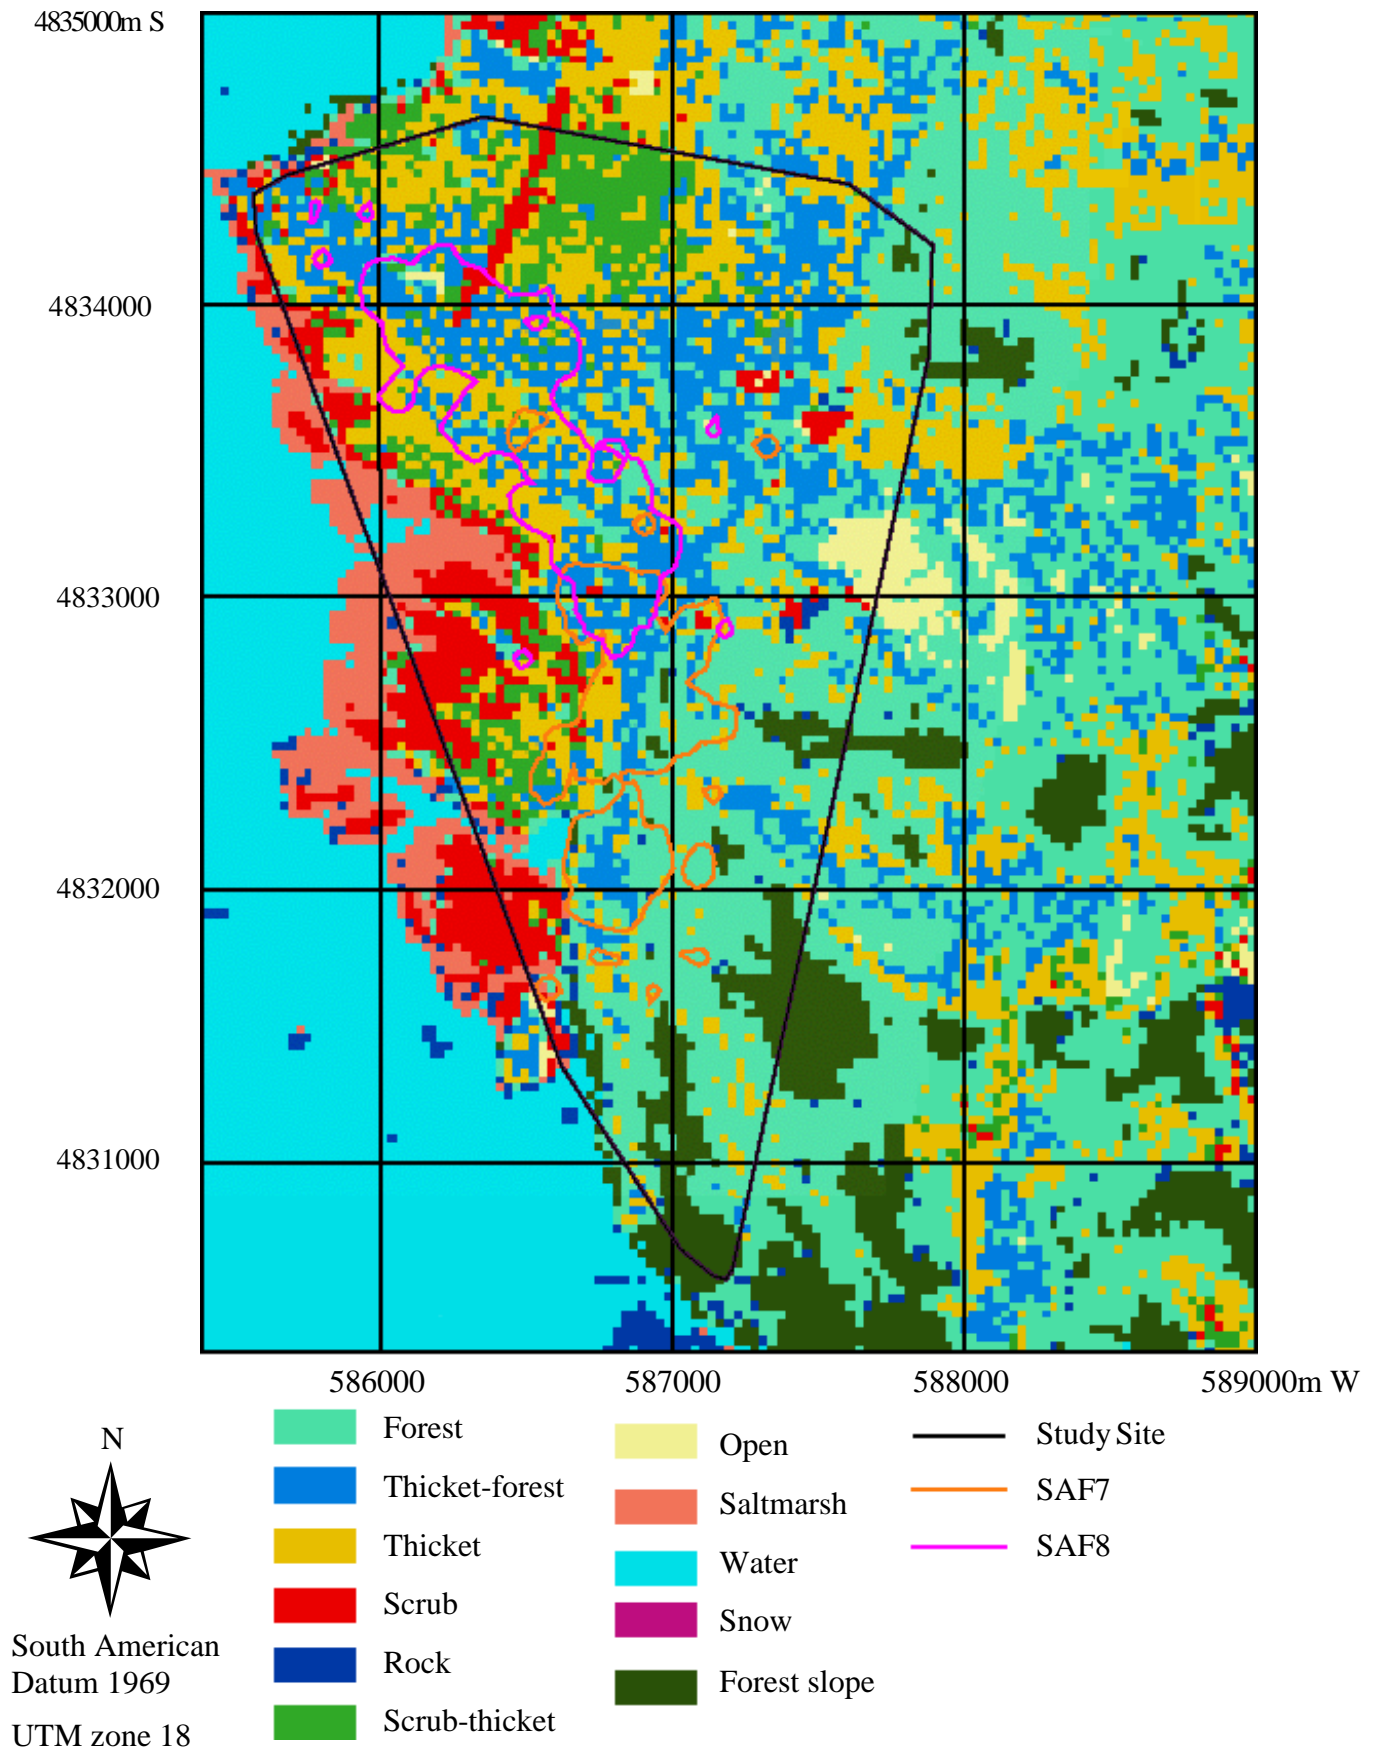 4835000m S
4834000
4833000
4832000
4831000
586000
587000
588000
589000m W
N
South American
Datum 1969
UTM zone 18
Forest
Thicket-forest
Thicket
Scrub
Rock
Scrub-thicket
Open
Saltmarsh
Water
Snow
Forest slope
Study Site
SAF7
SAF8